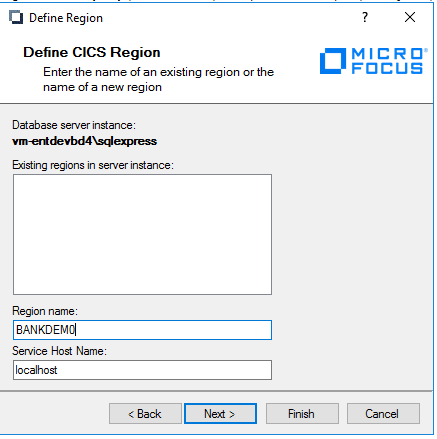 Define Region
?
Define CICS Region
Enter the name of an existing region or the
name of a new region
MICRO
FOCUS
Database server instance:
vm-entdevbd4\sqlexpress
Existing regions in server instance:
Region name:
BANKDEM0
Service Host Name:
localhost
< Back
Next >
Finish
Cancel